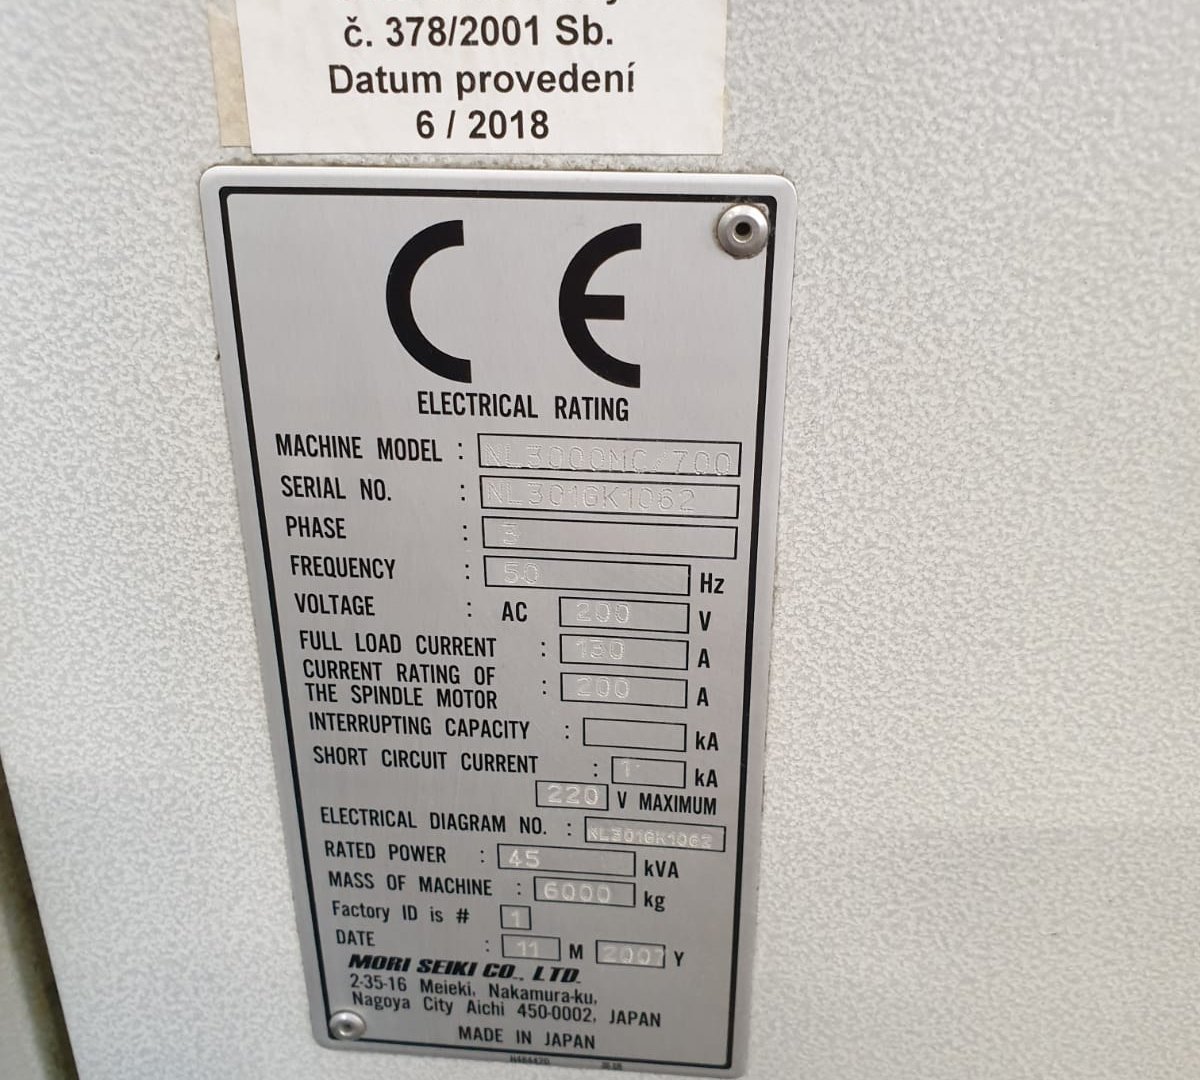 č. 378/2001 Sb.
Datum provedení
6 / 2018
CE
ELECTRICAL RATING
MACHINE MODEL : NL3000MC/700
SERIAL NO. : NL301GK1062
PHASE : 3
FREQUENCY : 50 Hz
VOLTAGE : AC 200 V
FULL LOAD CURRENT : 130 A
CURRENT RATING OF
THE SPINDLE MOTOR : 200 A
INTERRUPTING CAPACITY : kA
SHORT CIRCUIT CURRENT : 1 kA
220 V MAXIMUM
ELECTRICAL DIAGRAM NO. : NL301GK1062
RATED POWER : 45 kVA
MASS OF MACHINE : 6000 kg
Factory ID is # 1
DATE : 11 M 2007 Y
MORI SEIKI CO., LTD.
2-35-16 Meieki, Nakamura-ku,
Nagoya City Aichi 450-0002, JAPAN
MADE IN JAPAN